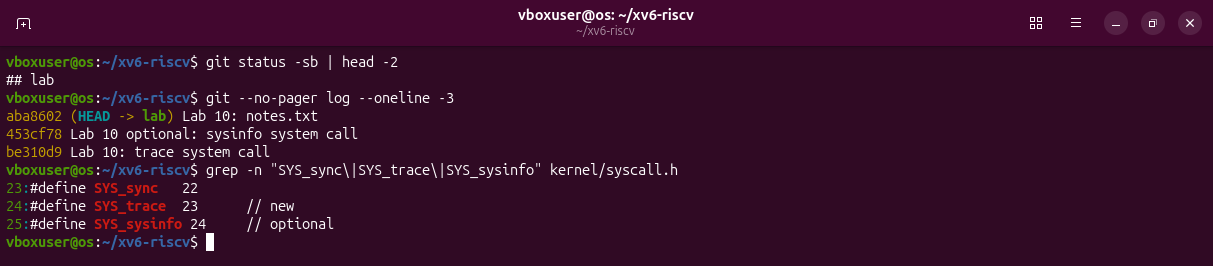 vboxuser@os: ~/xv6-riscv
~/xv6-riscv
vboxuser@os:~/xv6-riscv$ git status -sb | head -2
## lab
vboxuser@os:~/xv6-riscv$ git --no-pager log --oneline -3
aba8602 (HEAD -> lab) Lab 10: notes.txt
453cf78 Lab 10 optional: sysinfo system call
be310d9 Lab 10: trace system call
vboxuser@os:~/xv6-riscv$ grep -n "SYS_sync\|SYS_trace\|SYS_sysinfo" kernel/syscall.h
23:#define SYS_sync   22
24:#define SYS_trace  23      // new
25:#define SYS_sysinfo 24     // optional
vboxuser@os:~/xv6-riscv$